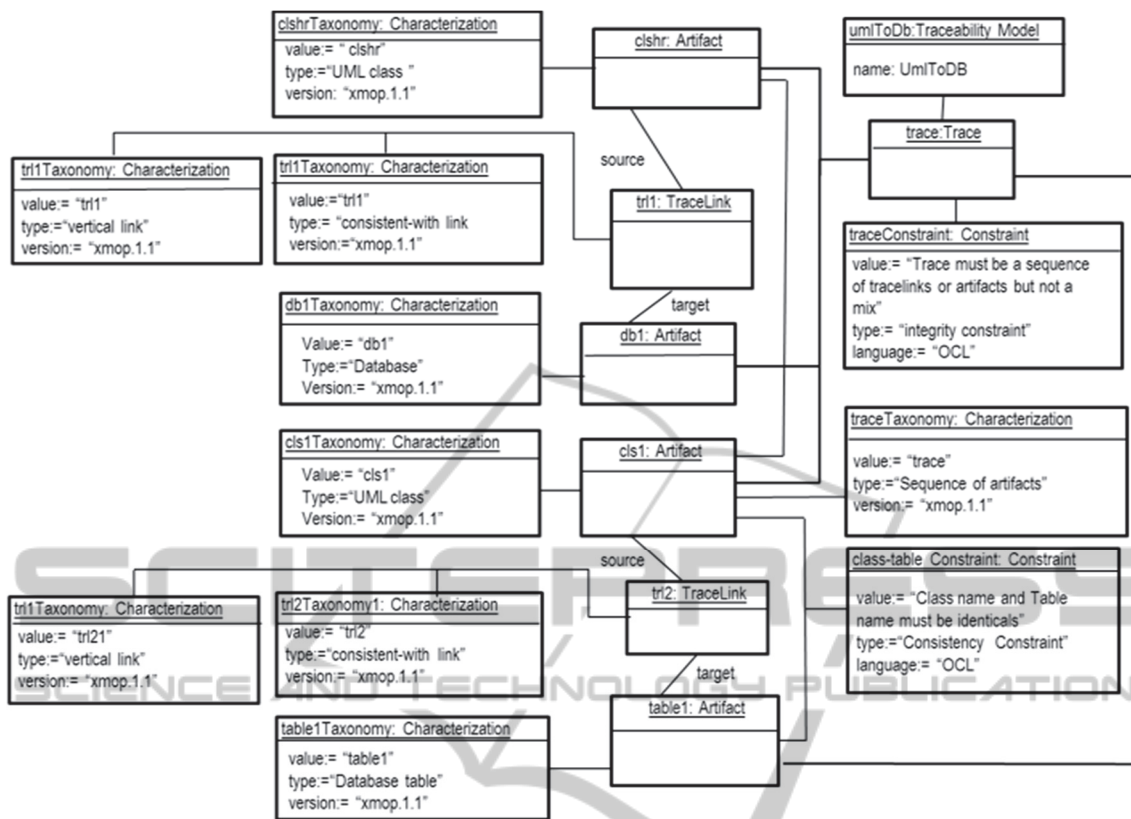 clshrTaxonomy: Characterization
value:= “ clshr”
type:=“UML class ”
version: “xmop.1.1”
clshr: Artifact
umlToDb:Traceability Model
name: UmlToDB
trace:Trace
source
trl1Taxonomy: Characterization
value:= “trl1”
type:=“vertical link”
version:= “xmop.1.1”
trl1Taxonomy: Characterization
value:=“trl1”
type:= “consistent-with link
version:=“xmop.1.1”
trl1: TraceLink
traceConstraint: Constraint
value:= “Trace must be a sequence
of tracelinks or artifacts but not a
mix”
type:= “integrity constraint”
language:= “OCL”
target
db1Taxonomy: Characterization
Value:= “db1”
Type:=“Database”
Version:= “xmop.1.1”
db1: Artifact
traceTaxonomy: Characterization
value:= “trace”
type:=“Sequence of artifacts”
version:= “xmop.1.1”
cls1Taxonomy: Characterization
Value:= “cls1”
Type:=“UML class”
Version:= “xmop.1.1”
cls1: Artifact
source
class-table Constraint: Constraint
value:= “Class name and Table
name must be identicals”
type:=“Consistency Constraint”
language:= “OCL”
SCITEPRESS
SCIENCE AND TECHNOLOGY PUBLICATION
trl1Taxonomy: Characterization
value:= “trl21”
type:=“vertical link”
version:= “xmop.1.1”
trl2Taxonomy1: Characterization
value:= “trl2”
type:=“consistent-with link”
version:= “xmop.1.1”
trl2: TraceLink
target
table1Taxonomy: Characterization
value:= “table1”
type:=“Database table”
version:= “xmop.1.1”
table1: Artifact